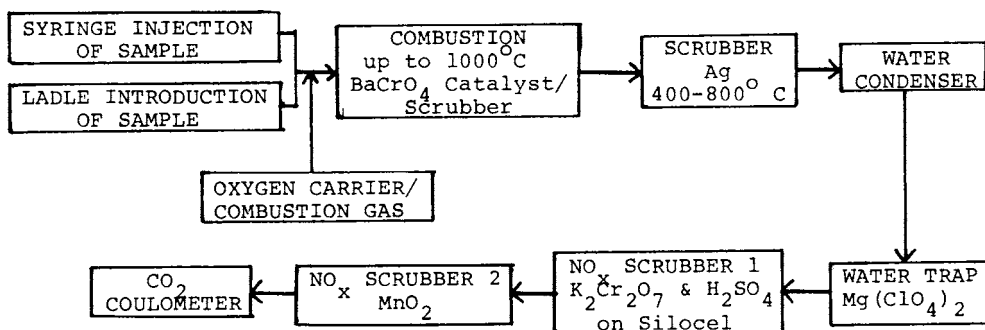 SYRINGE INJECTION
OF SAMPLE
LADLE INTRODUCTION
OF SAMPLE
OXYGEN CARRIER/
COMBUSTION GAS
COMBUSTION
up to 1000°C
BaCrO4 Catalyst/
Scrubber
SCRUBBER
Ag
400-800° C
WATER
CONDENSER
WATER TRAP
Mg(ClO4)2
NOx SCRUBBER 1
K2Cr2O7 & H2SO4
on Silocel
NOx SCRUBBER 2
MnO2
CO2
COULOMETER